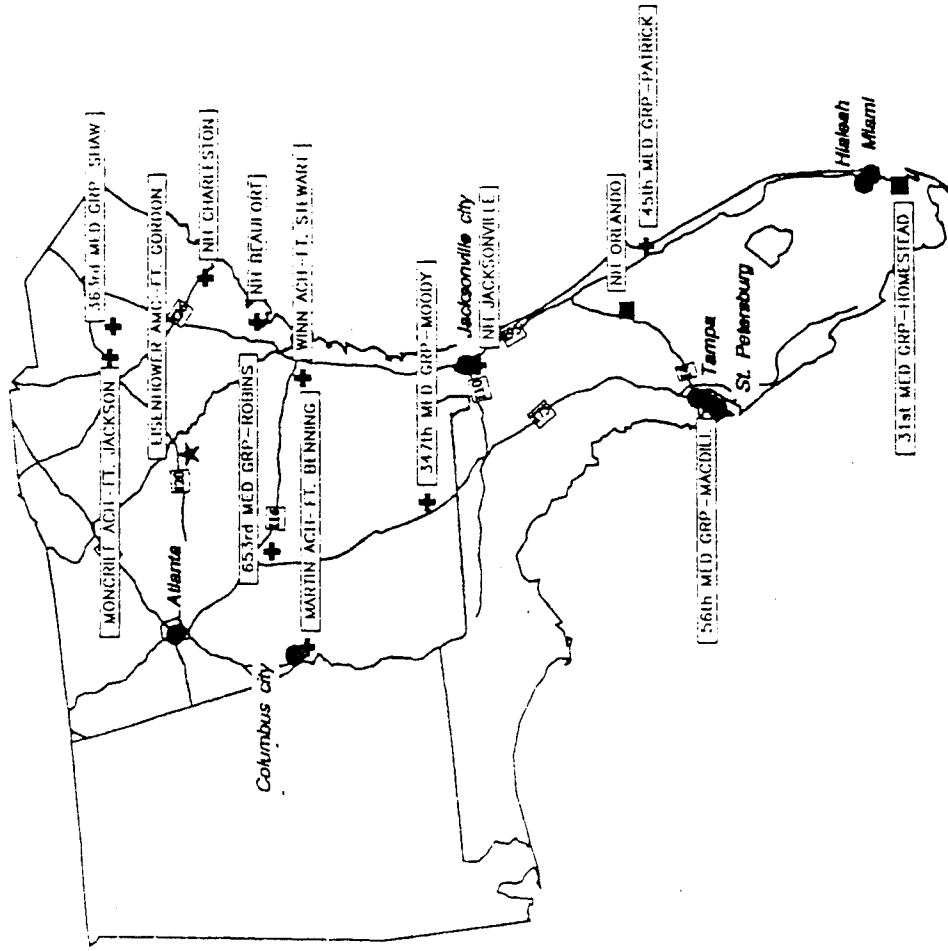 363rd MED GRP-SHAW
MONCRIEF ACH-FT. JACKSON
EISENHOWER AMC-FT. GORDON
NH CHARLESTON
Atlanta
I20
653rd MED GRP-ROBINS
NH BEAUFORT
I16
WINN ACH-FT. STEWART
MARTIN ACH-FT. BENNING
Columbus city
347th MED GRP-MOODY
Jacksonville city
NH JACKSONVILLE
I10
NH ORLANDO
45th MED GRP-PATRICK
Tampa
St. Petersburg
56th MED GRP-MACDILL
Hialeah
Miami
31st MED GRP-HOMESTEAD